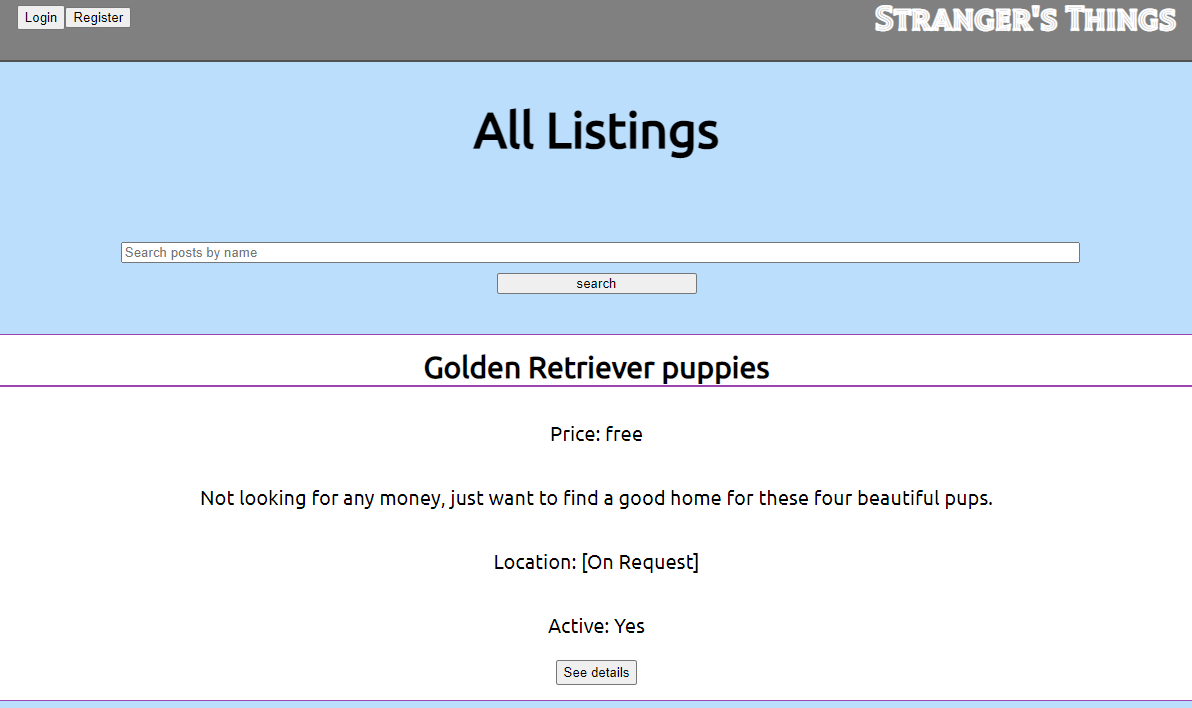 Login Register
Stranger's Things
All Listings
Search posts by name
search
Golden Retriever puppies
Price: free
Not looking for any money, just want to find a good home for these four beautiful pups.
Location: [On Request]
Active: Yes
See details